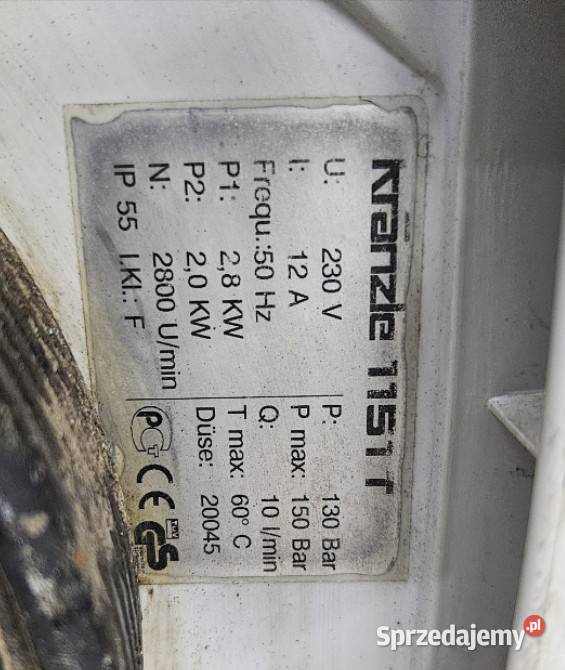 Kränzle 1151 T
U: 230 V P: 130 Bar
I: 12 A P max: 150 Bar
Frequ.:50 Hz Q: 10 l/min
P1: 2,8 KW T max: 60° C
P2: 2,0 KW Düse: 20045
N: 2800 U/min
IP 55 I.Kl.: F
CE GS
Sprzedajemy.pl